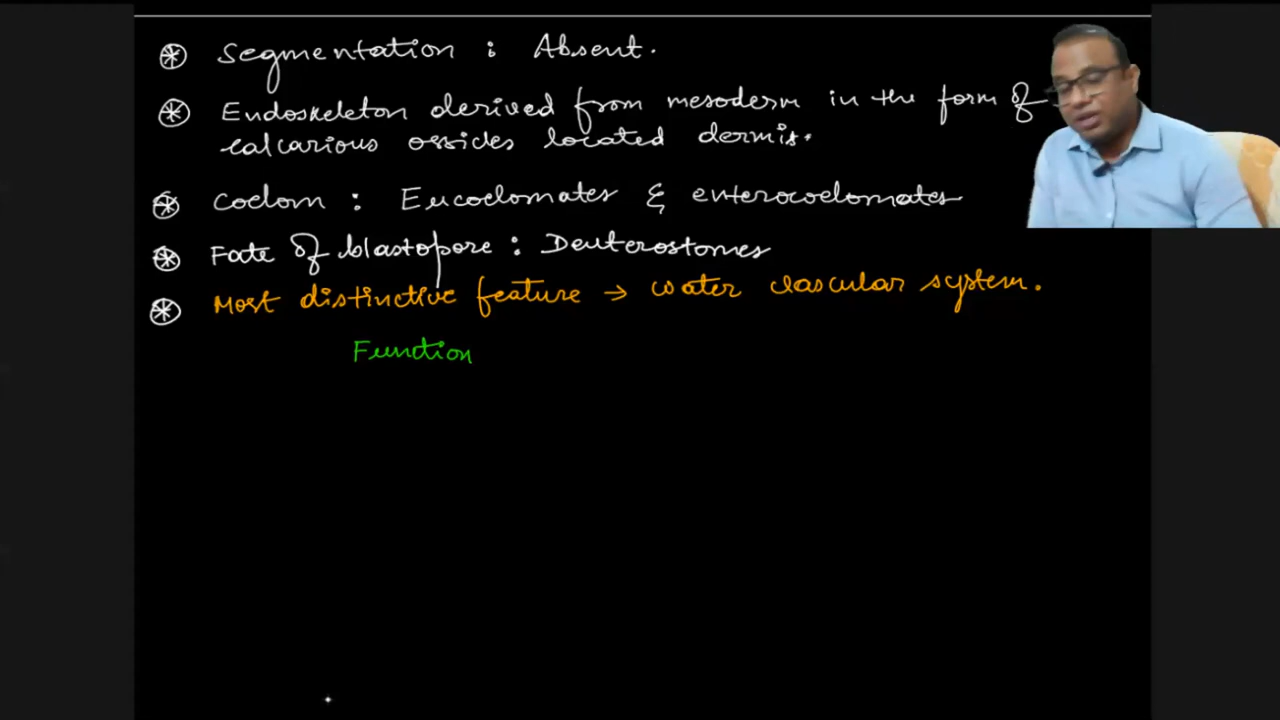 Segmentation : Absent.
Endoskeleton derived from mesoderm in the form of
calcarious ossicles located dermis.
Coelom : Eucoelomates & enterocoelomates
Fate of blastopore : Deuterostomes
Most distinctive feature → water vascular system.
Function